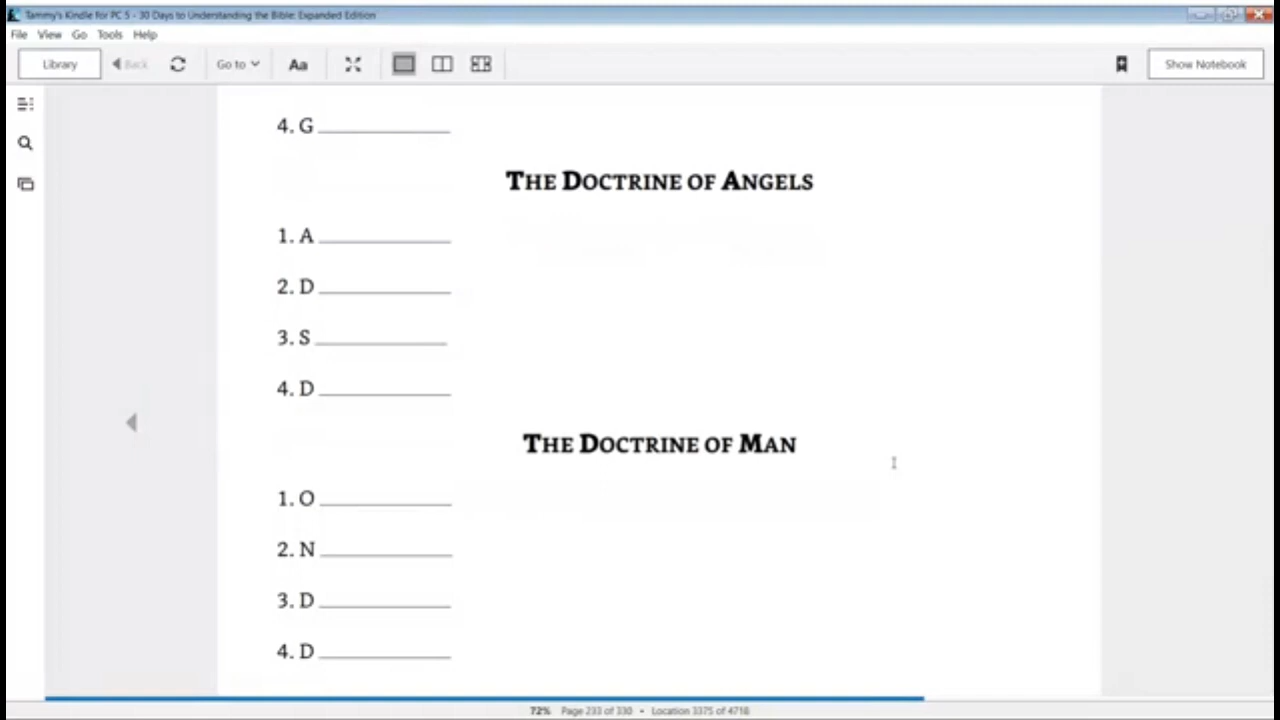 Tammy's Kindle for PC 5 - 30 Days to Understanding the Bible: Expanded Edition
File View Go Tools Help
Library Back Go to Aa Show Notebook
4. G
THE DOCTRINE OF ANGELS
1. A
2. D
3. S
4. D
THE DOCTRINE OF MAN
1. O
2. N
3. D
4. D
72% Page 233 of 330 • Location 3375 of 4718